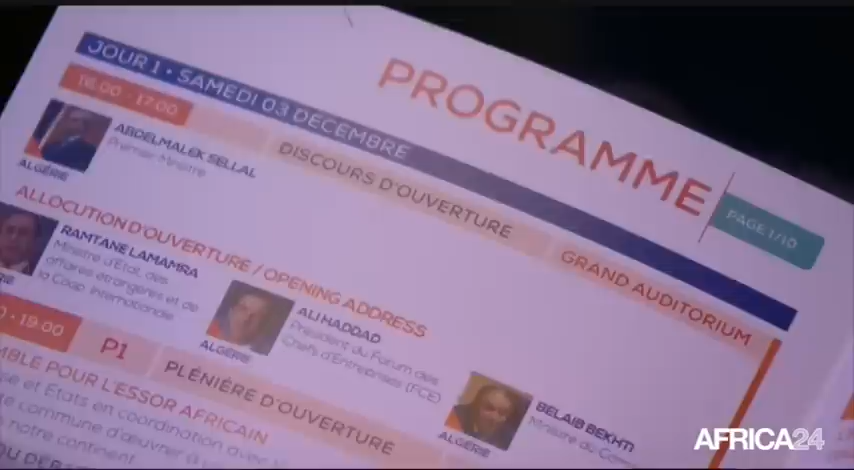 PROGRAMME
PAGE 1/10
JOUR 1 • SAMEDI 03 DÉCEMBRE
16.00 - 17.00
DISCOURS D'OUVERTURE
GRAND AUDITORIUM
ABDELMALEK SELLAL
Premier Ministre
ALGÉRIE
ALLOCUTION D'OUVERTURE / OPENING ADDRESS
RAMTANE LAMAMRA
Ministre d'État, des
affaires étrangères et de
la Coop. Internationale
ALI HADDAD
Président du Forum des
Chefs d'Entreprises (FCE)
ALGÉRIE
BELAIB BEKHTI
Ministre du
ALGÉRIE
19.00
P1
PLÉNIÈRE D'OUVERTURE
POUR L'ESSOR AFRICAIN
et États en coordination avec
commune d'œuvrer à
notre continent
AFRICA24